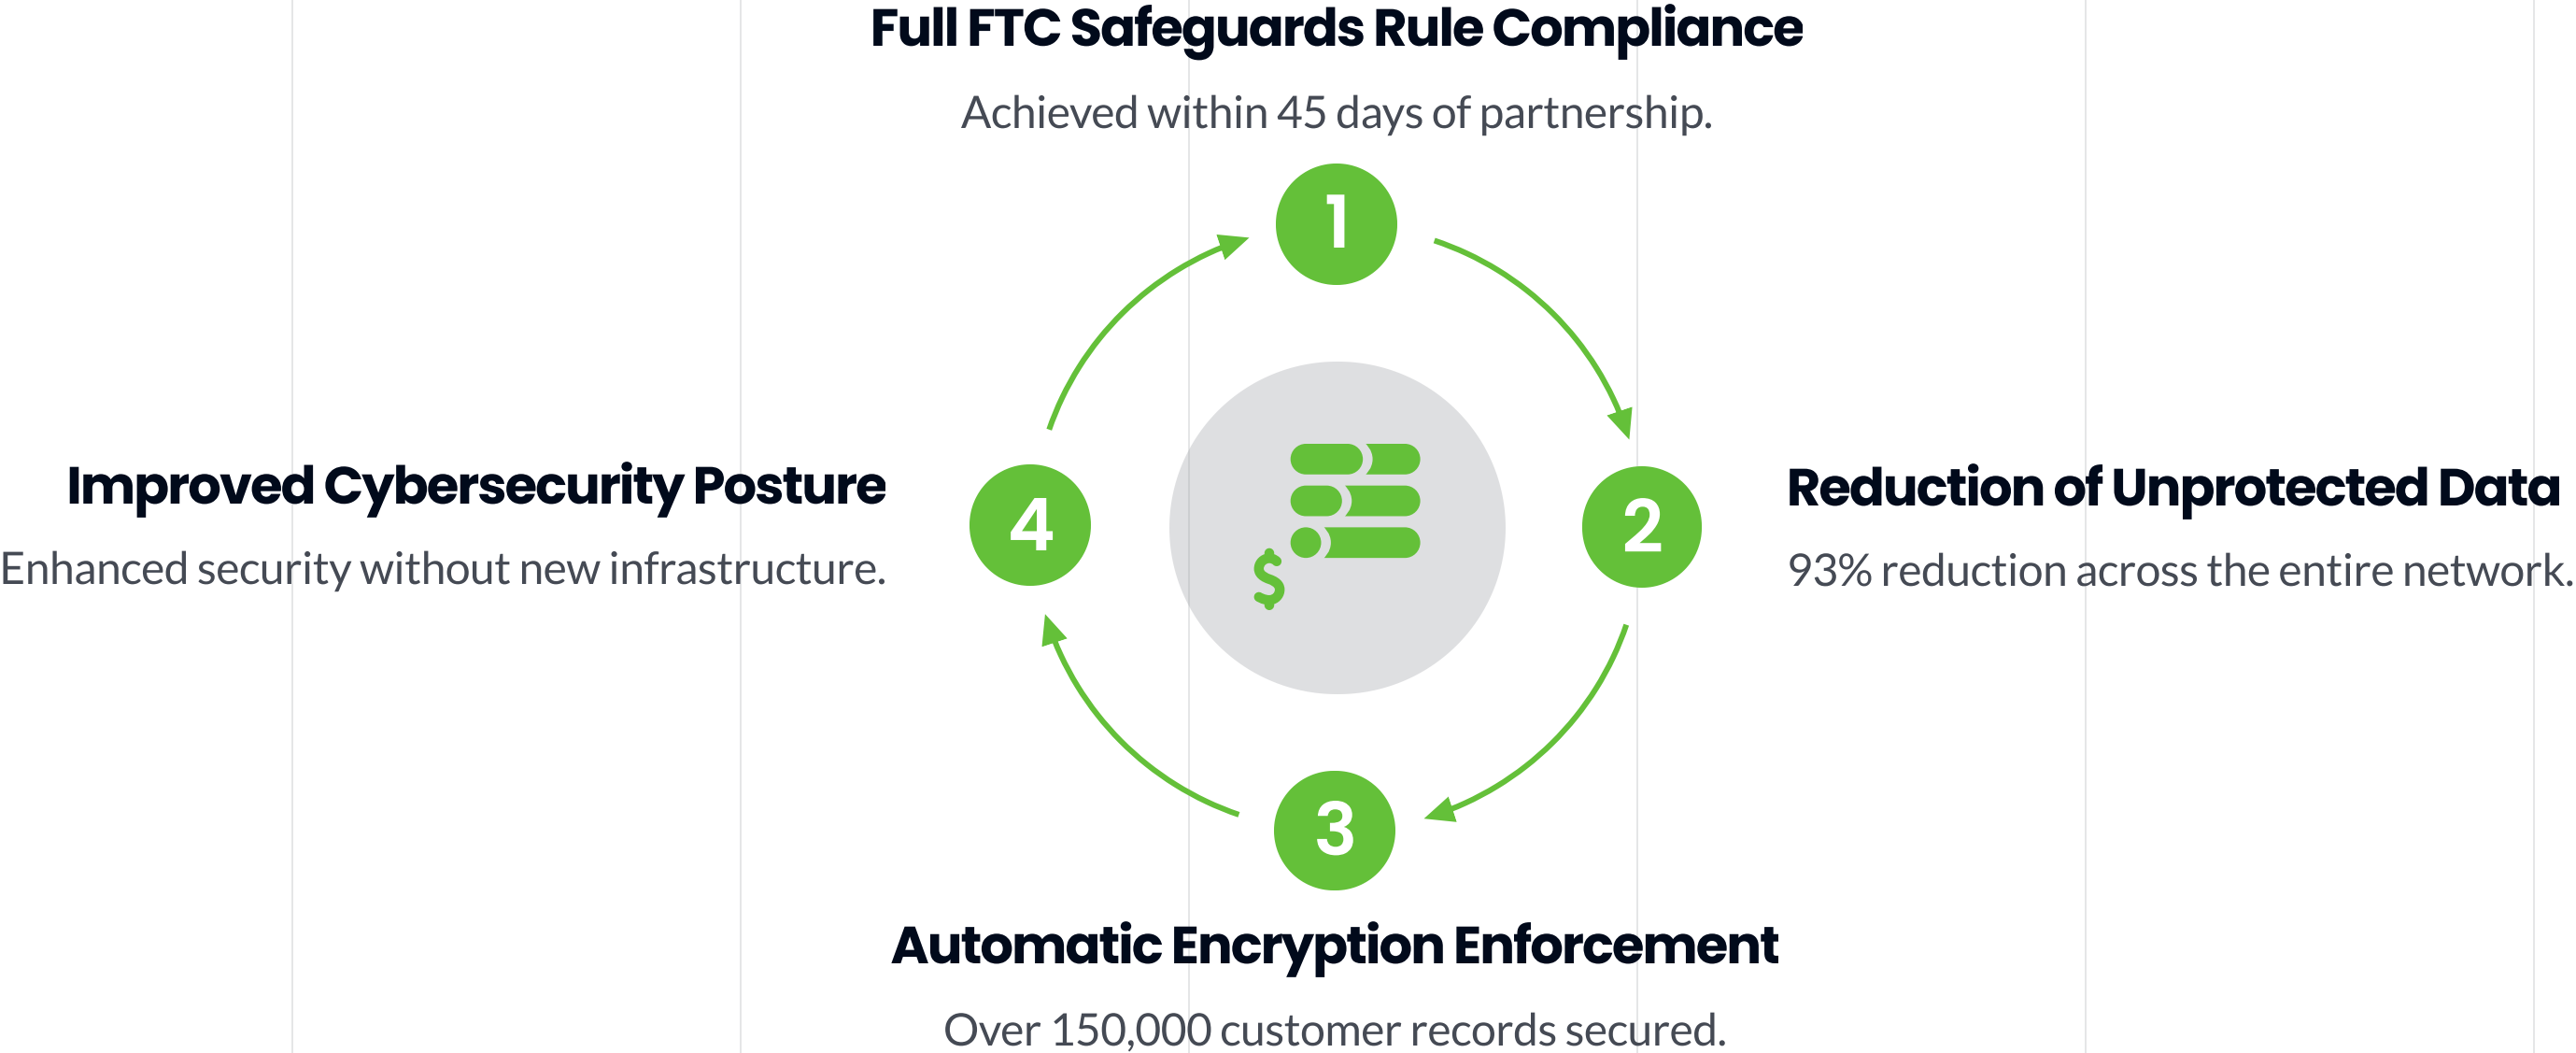 Full FTC Safeguards Rule Compliance
Achieved within 45 days of partnership.
1
Reduction of Unprotected Data
93% reduction across the entire network.
2
3
Automatic Encryption Enforcement
Over 150,000 customer records secured.
Improved Cybersecurity Posture
Enhanced security without new infrastructure.
4
$